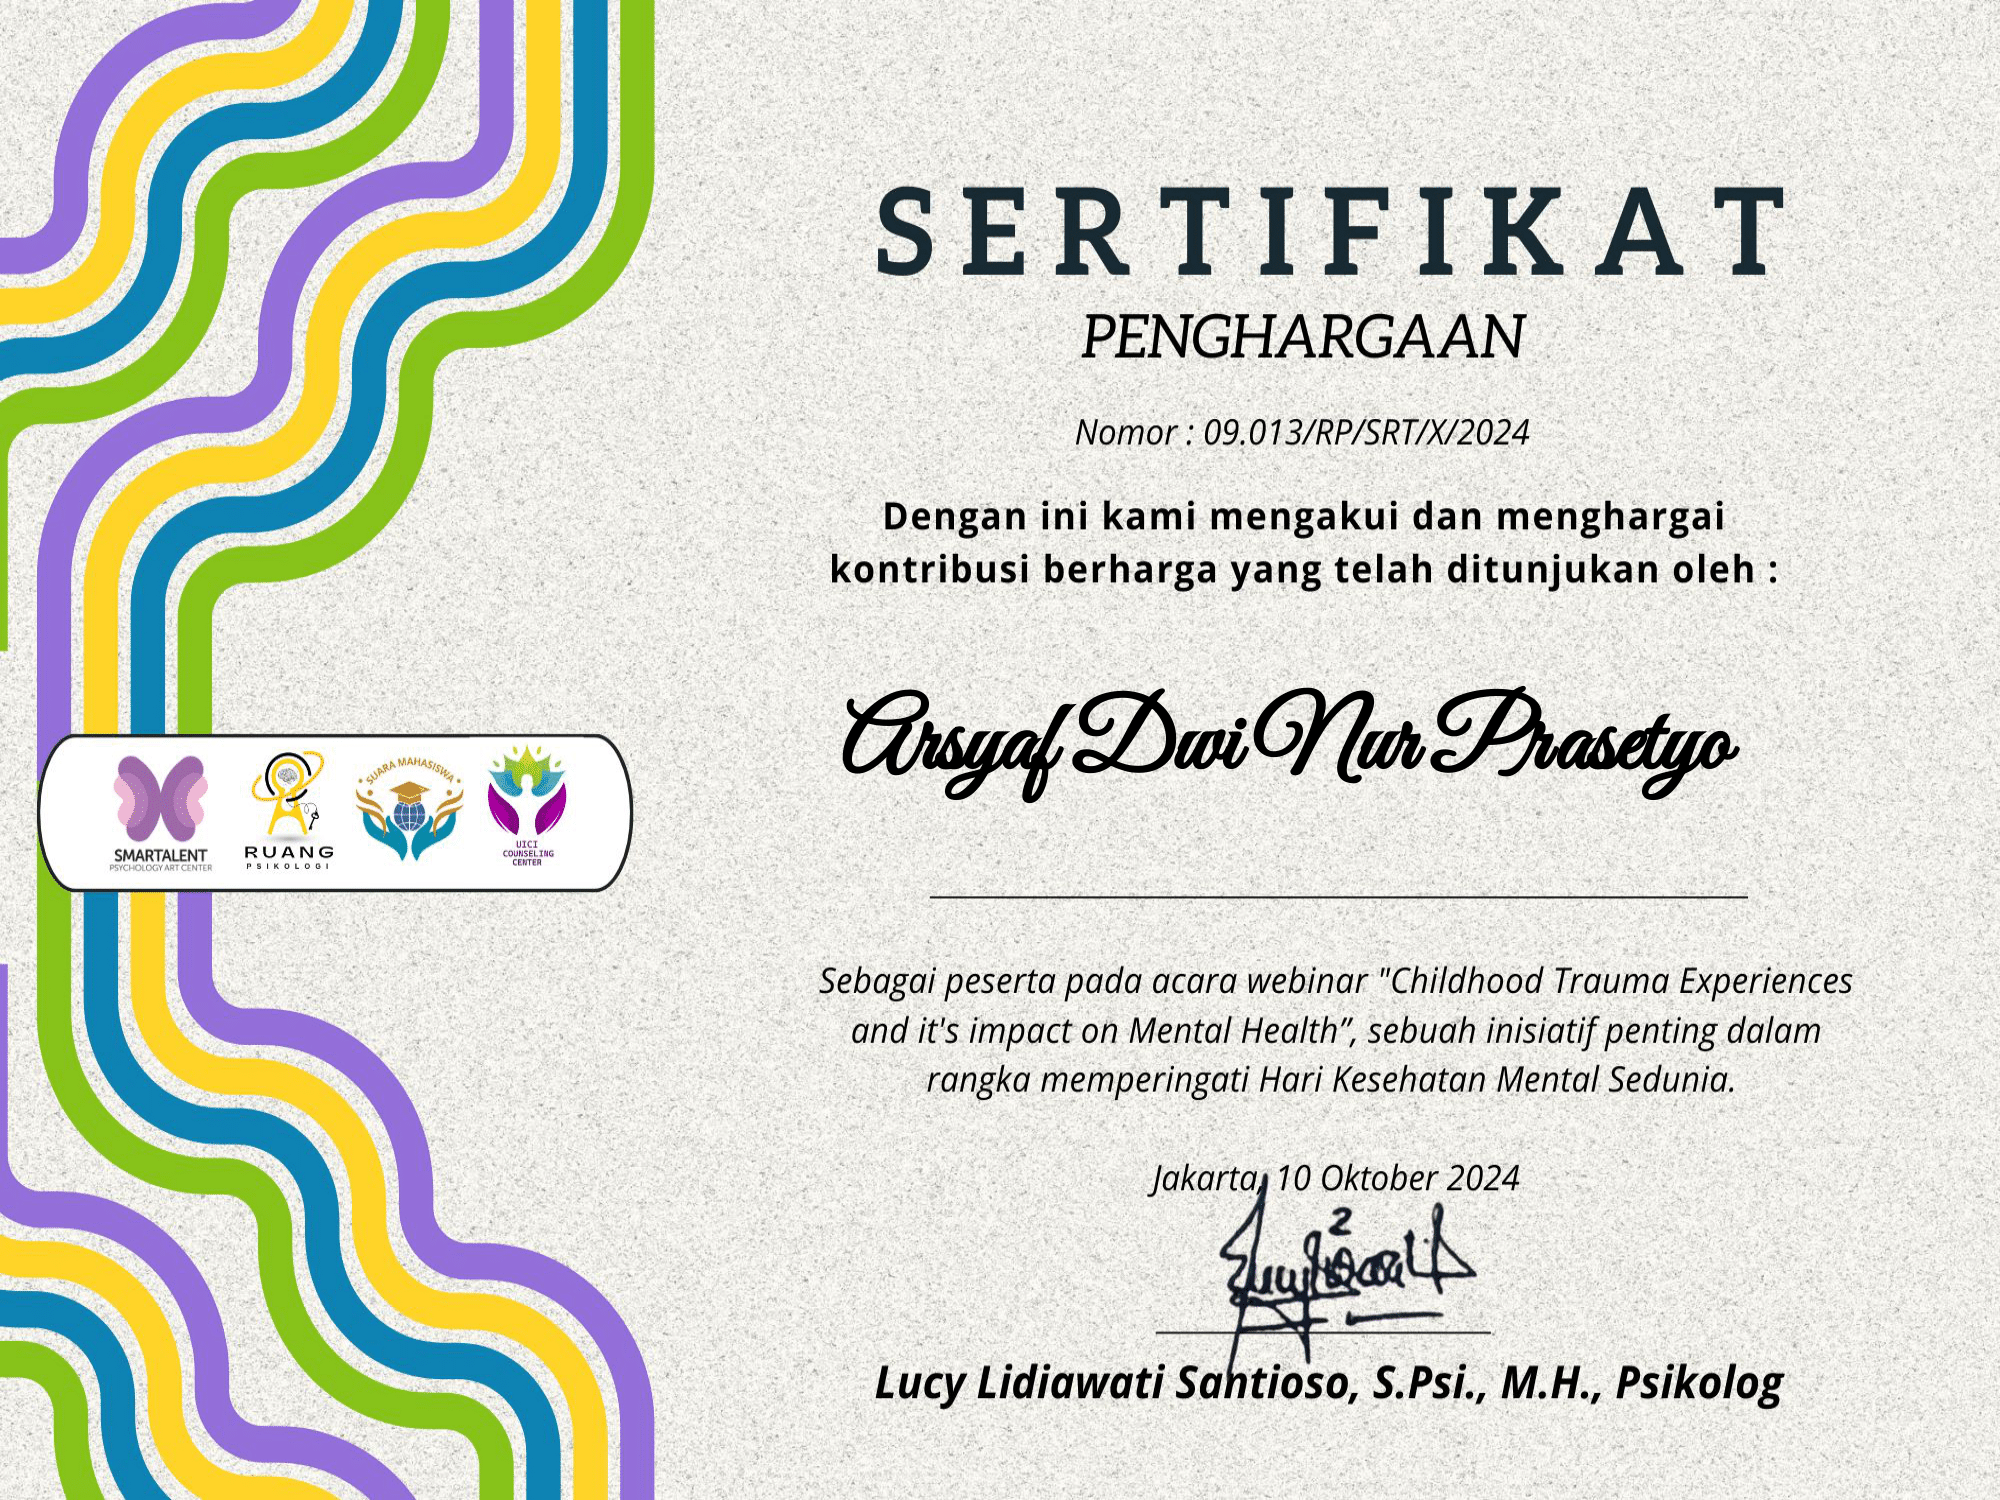 SERTIFIKAT
PENGHARGAAN
Nomor : 09.013/RP/SRT/X/2024
Dengan ini kami mengakui dan menghargai
kontribusi berharga yang telah ditunjukan oleh :
Arsyaf Dwi Nur Prasetyo
SMARTALENT
PSYCHOLOGY ART CENTER
RUANG
PSIKOLOGI
SUARA MAHASISWA
UICI
COUNSELING
CENTER
Sebagai peserta pada acara webinar "Childhood Trauma Experiences
and it's impact on Mental Health”, sebuah inisiatif penting dalam
rangka memperingati Hari Kesehatan Mental Sedunia.
Jakarta, 10 Oktober 2024
Lucy Lidiawati Santioso, S.Psi., M.H., Psikolog